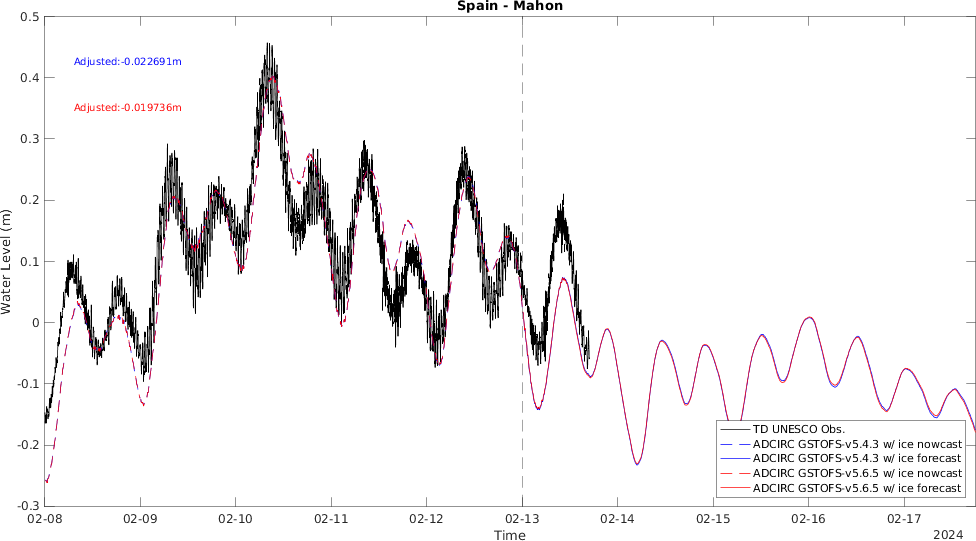 Spain - Mahon
0.5
Adjusted:-0.022691m
0.4
Adjusted:-0.019736m
0.3
0.2
0.1
0
-0.1
-0.2
-0.3
Water Level (m)
TD UNESCO Obs.
ADCIRC GSTOFS-v5.4.3 w/ ice nowcast
ADCIRC GSTOFS-v5.4.3 w/ ice forecast
ADCIRC GSTOFS-v5.6.5 w/ ice nowcast
ADCIRC GSTOFS-v5.6.5 w/ ice forecast
02-08 02-09 02-10 02-11 02-12 02-13 02-14 02-15 02-16 02-17
Time
2024